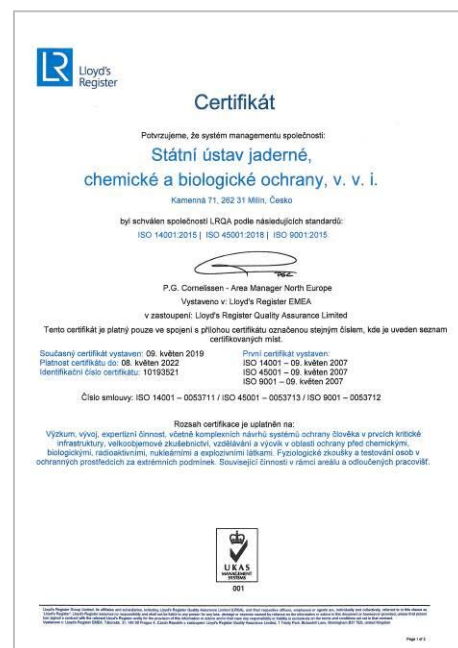 LR
Lloyd's
Register
Certifikát
Potvrzujeme, že systém managementu společnosti:
Státní ústav jaderné,
chemické a biologické ochrany, v. v. i.
Kamenná 71, 262 31 Milín, Česko
byl schválen společností LRQA podle následujících standardů:
ISO 14001:2015 | ISO 45001:2018 | ISO 9001:2015
P.G. Cornelissen - Area Manager North Europe
Vystaveno v: Lloyd's Register EMEA
v zastoupení: Lloyd's Register Quality Assurance Limited
Tento certifikát je platný pouze ve spojení s přílohou certifikátu označenou stejným číslem, kde je uveden seznam
certifikovaných míst.
Současný certifikát vystaven: 09. květen 2019
Platnost certifikátu do: 08. květen 2022
Identifikační číslo certifikátu: 10193521
První certifikát vystaven:
ISO 14001 – 09. květen 2007
ISO 45001 – 09. květen 2007
ISO 9001 – 09. květen 2007
Číslo smlouvy: ISO 14001 – 0053711 / ISO 45001 – 0053713 / ISO 9001 – 0053712
Rozsah certifikace je uplatněn na:
Výzkum, vývoj, expertizní činnost, včetně komplexních návrhů systémů ochrany člověka v prvcích kritické
infrastruktury, velkoobjemové zkušebnictví, vzdělávání a výcvik v oblasti ochrany před chemickými,
biologickými, radioaktivními, nukleárními a explozivními látkami. Fyziologické zkoušky a testování osob v
ochranných prostředcích za extrémních podmínek. Související činnosti v rámci areálu a odloučených pracovišť.
UKAS
MANAGEMENT
SYSTEMS
001
Page 1 of 2